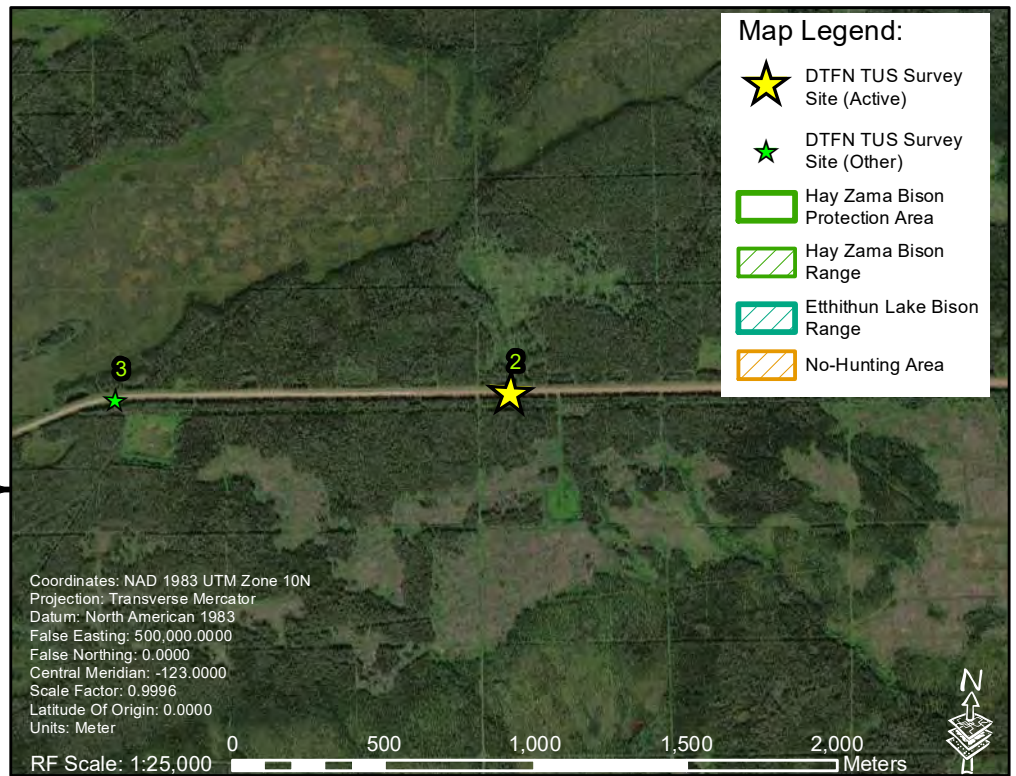 Map Legend:
DTFN TUS Survey
Site (Active)
DTFN TUS Survey
Site (Other)
Hay Zama Bison
Protection Area
Hay Zama Bison
Range
Etthithun Lake Bison
Range
No-Hunting Area
3
2
Coordinates: NAD 1983 UTM Zone 10N
Projection: Transverse Mercator
Datum: North American 1983
False Easting: 500,000.0000
False Northing: 0.0000
Central Meridian: -123.0000
Scale Factor: 0.9996
Latitude Of Origin: 0.0000
Units: Meter
RF Scale: 1:25,000
0 500 1,000 1,500 2,000
Meters
N